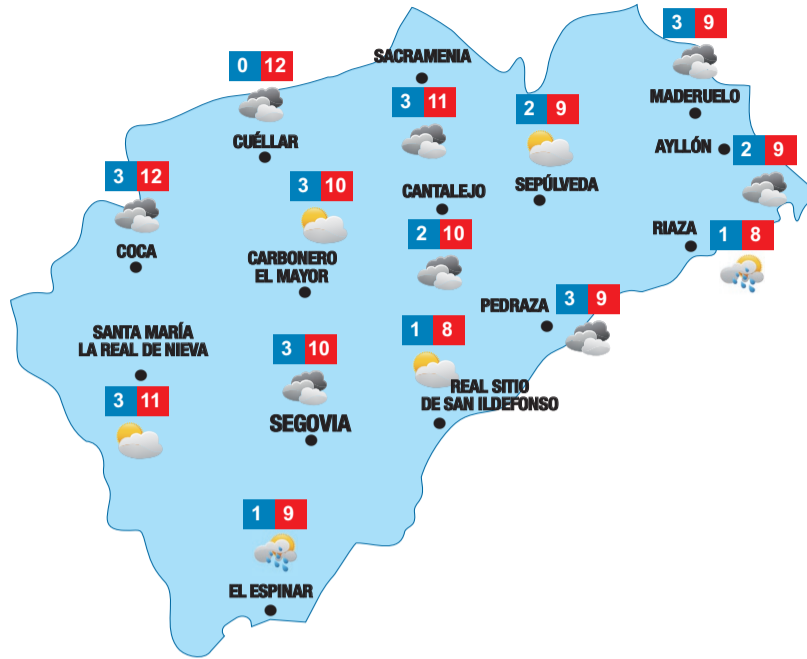 3 9
MADERUELO
SACRAMENIA
0 12
CUÉLLAR
3 11
2 9
SEPÚLVEDA
AYLLÓN
2 9
3 12
COCA
3 10
CARBONERO
EL MAYOR
CANTALEJO
2 10
RIAZA
1 8
PEDRAZA
3 9
SANTA MARÍA
LA REAL DE NIEVA
3 11
3 10
SEGOVIA
1 8
REAL SITIO
DE SAN ILDEFONSO
1 9
EL ESPINAR